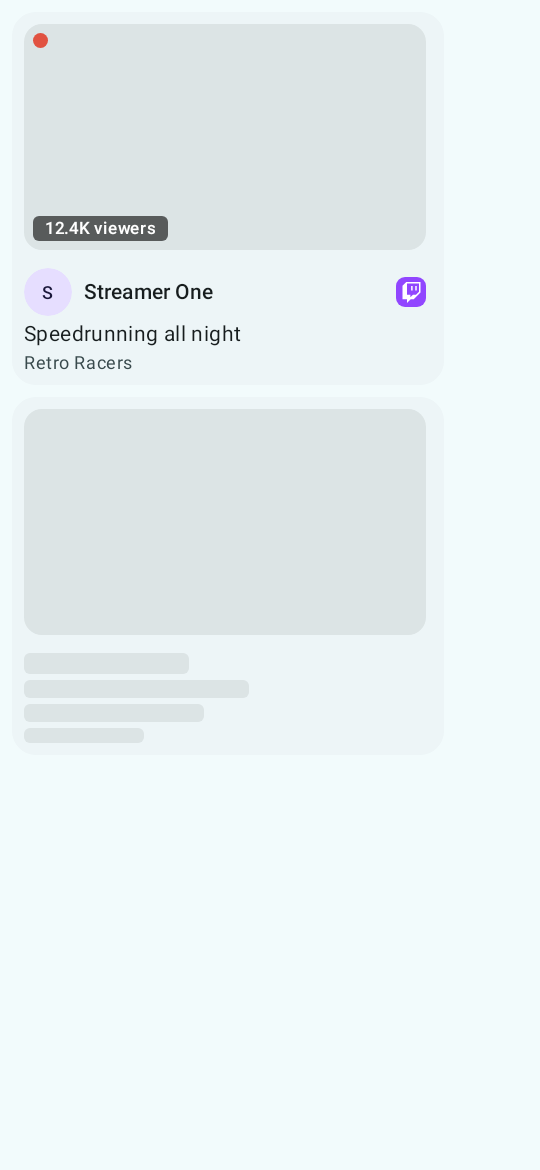 12.4K viewers
S
Streamer One
Speedrunning all night
Retro Racers